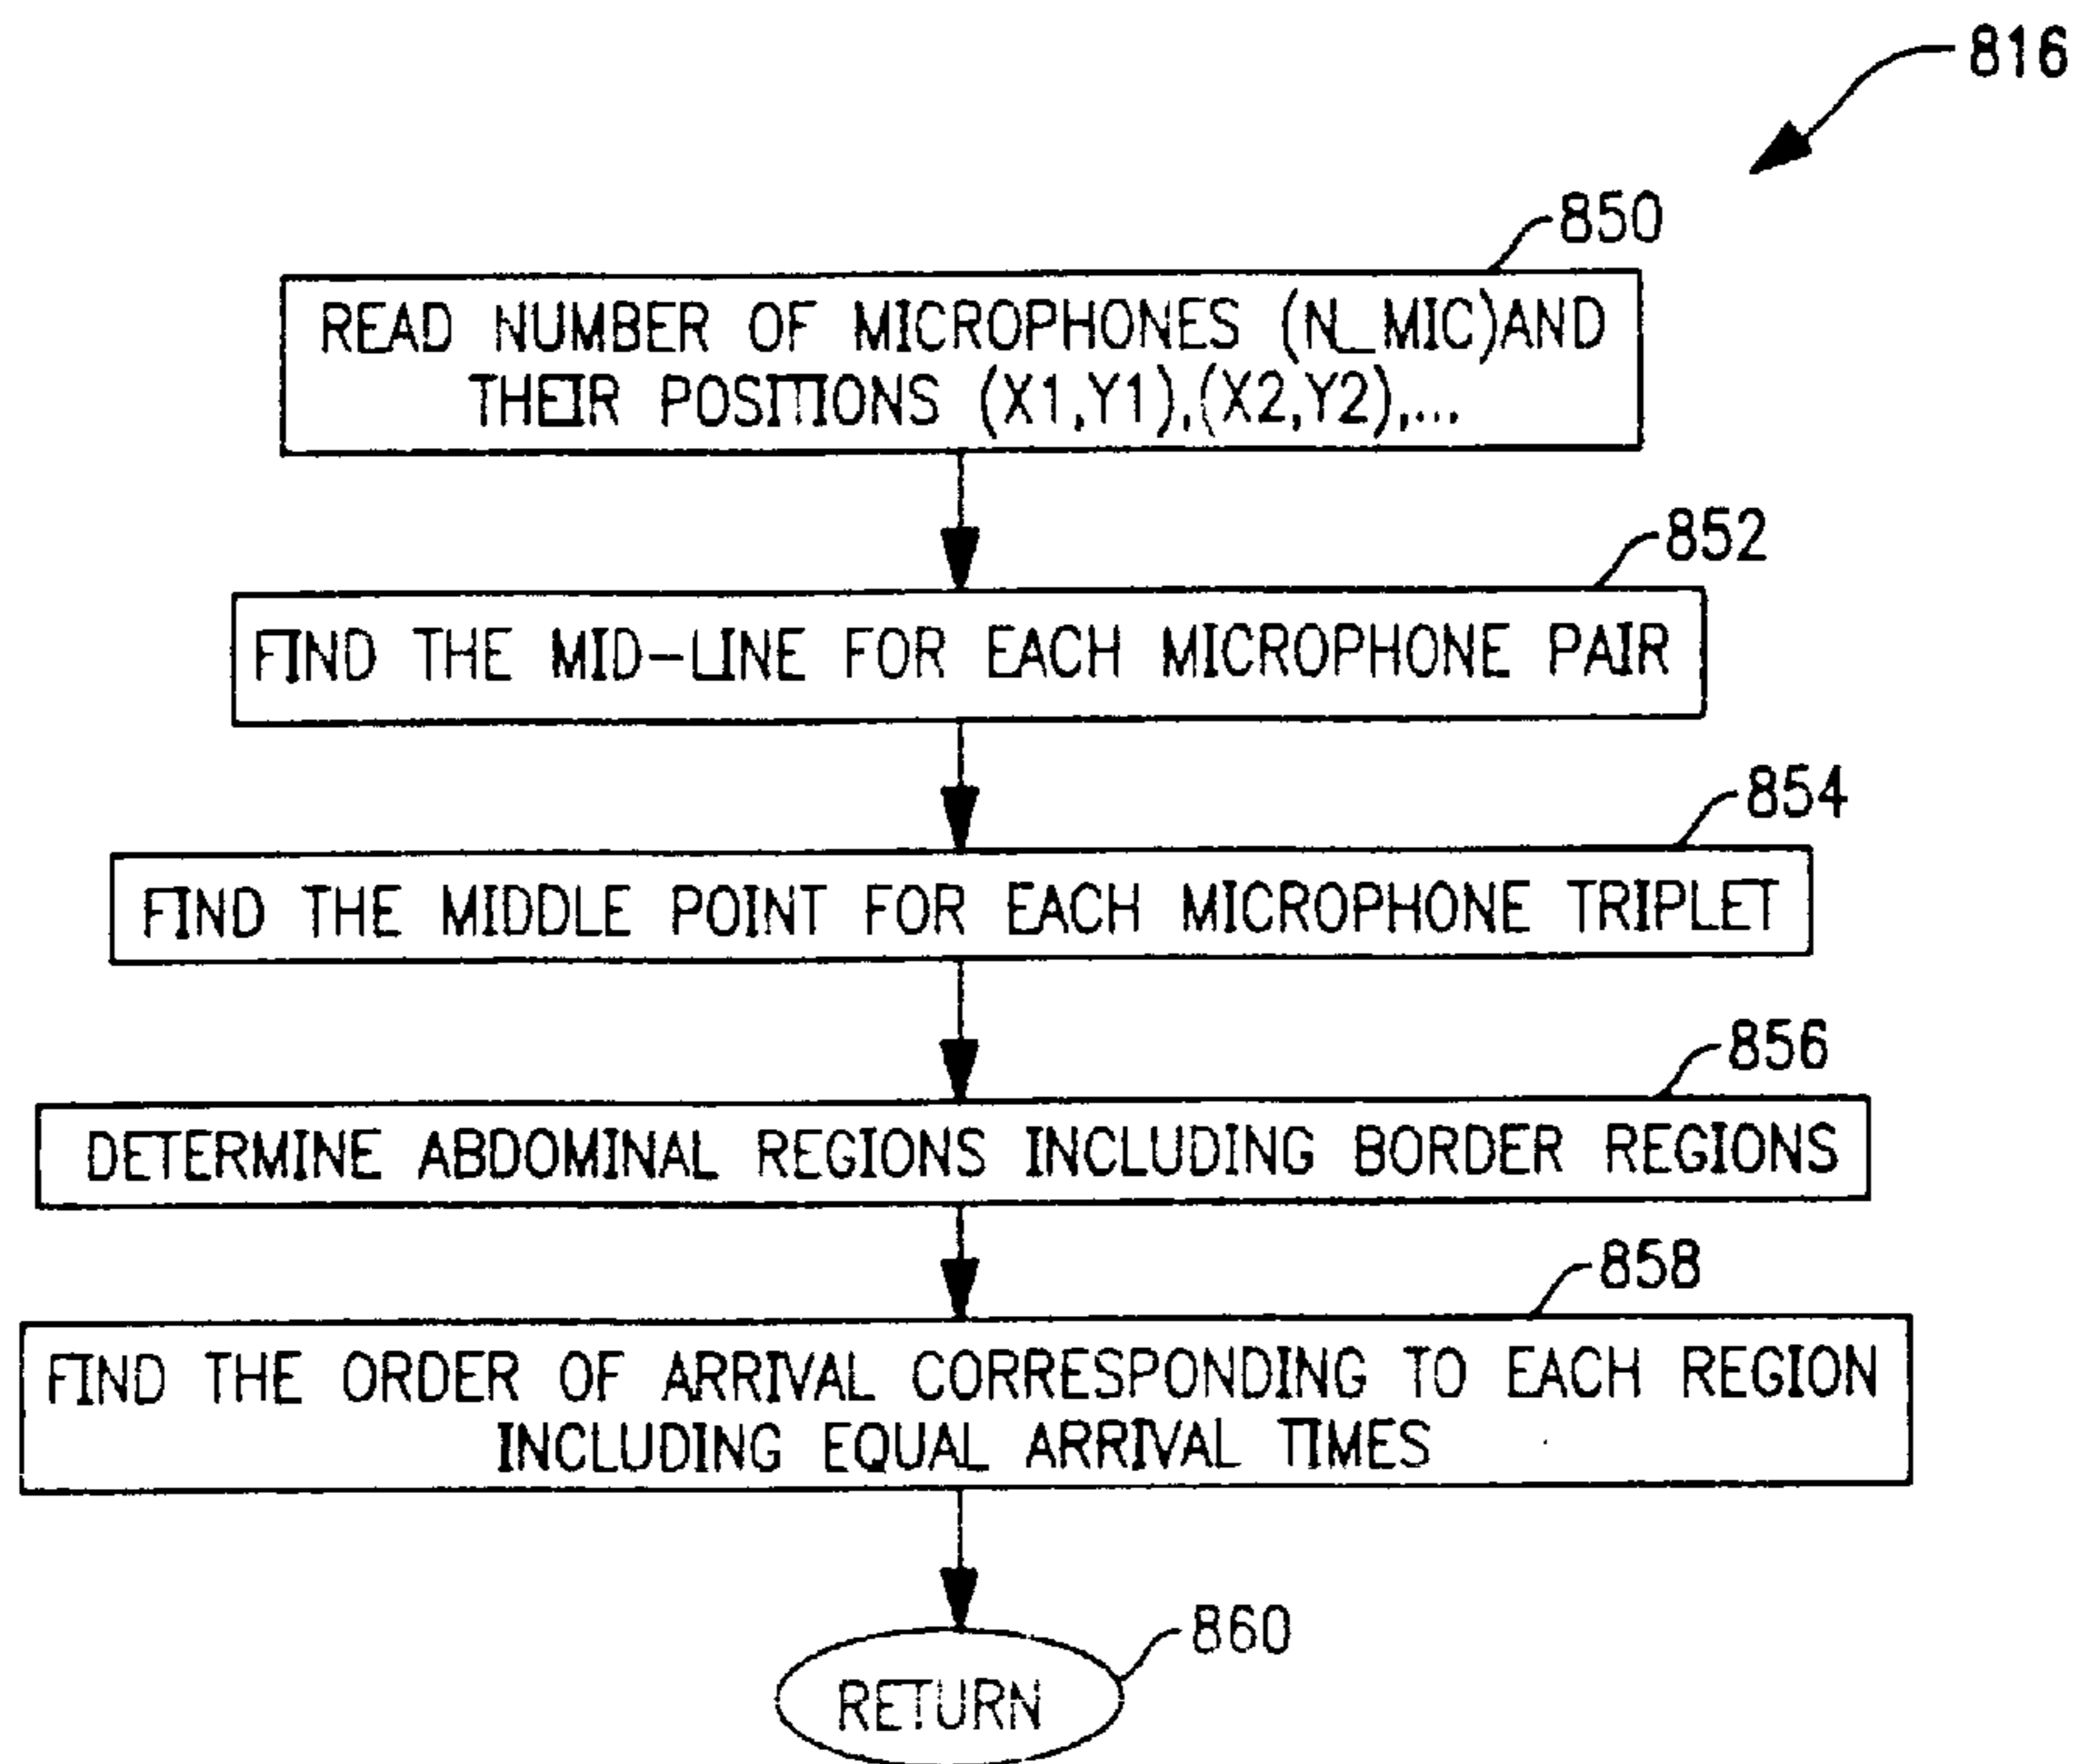 816
850
READ NUMBER OF MICROPHONES (N_MIC)AND
THEIR POSITIONS (X1,Y1),(X2,Y2),...
852
FIND THE MID-LINE FOR EACH MICROPHONE PAIR
854
FIND THE MIDDLE POINT FOR EACH MICROPHONE TRIPLET
856
DETERMINE ABDOMINAL REGIONS INCLUDING BORDER REGIONS
858
FIND THE ORDER OF ARRIVAL CORRESPONDING TO EACH REGION
INCLUDING EQUAL ARRIVAL TIMES
860
RETURN